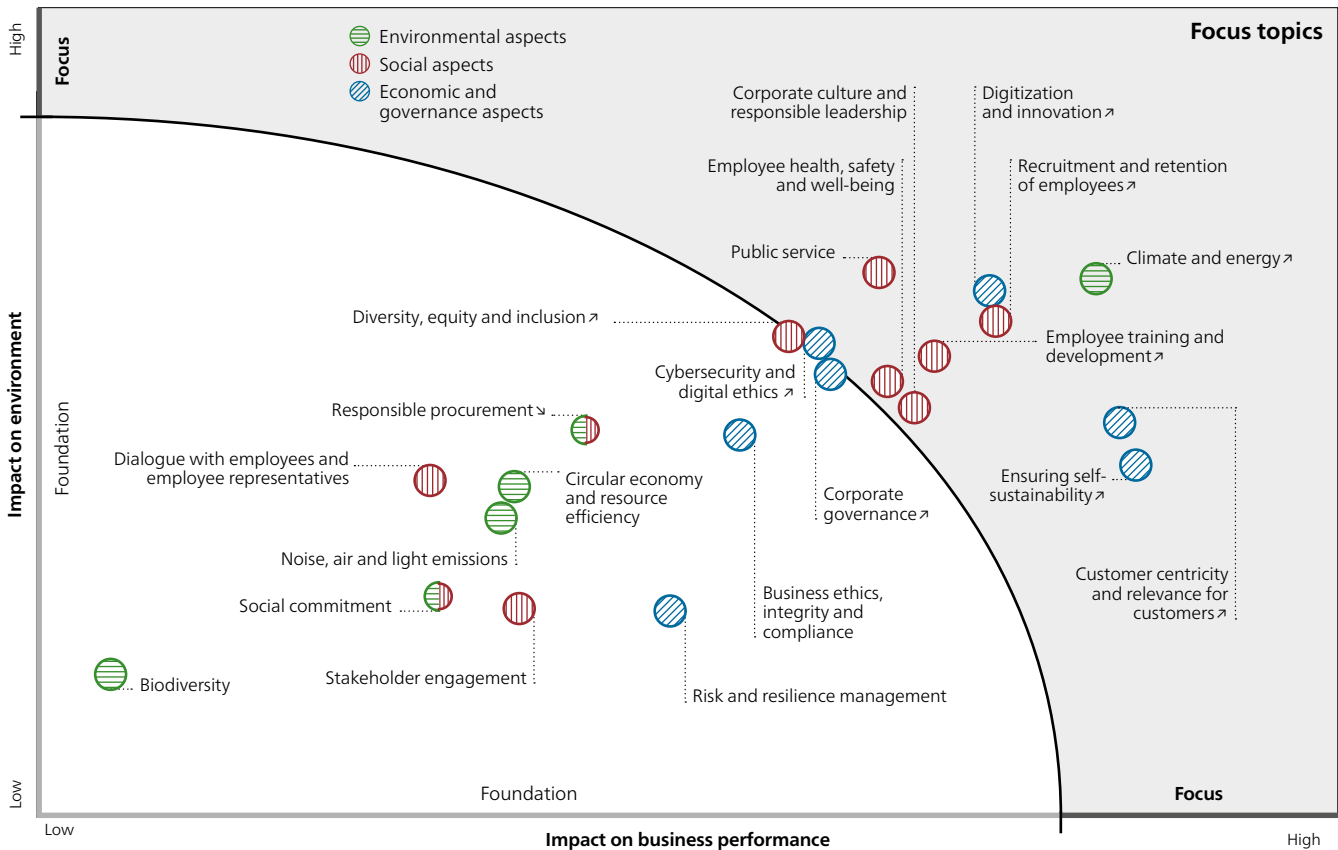 High
Focus
Environmental aspects
Social aspects
Economic and
governance aspects
Focus topics
Corporate culture and
responsible leadership
Digitization
and innovation↗
Employee health, safety
and well-being
Recruitment and retention
of employees↗
Public service
Climate and energy↗
Diversity, equity and inclusion↗
Employee training and
development↗
Cybersecurity and
digital ethics ↗
Responsible procurement↘
Dialogue with employees and
employee representatives
Circular economy
and resource
efficiency
Ensuring self-
sustainability↗
Corporate
governance↗
Noise, air and light emissions
Customer centricity
and relevance for
customers↗
Business ethics,
integrity and
compliance
Social commitment
Stakeholder engagement
Biodiversity
Risk and resilience management
Impact on environment
Foundation
Low
Foundation
Focus
Low
Impact on business performance
High